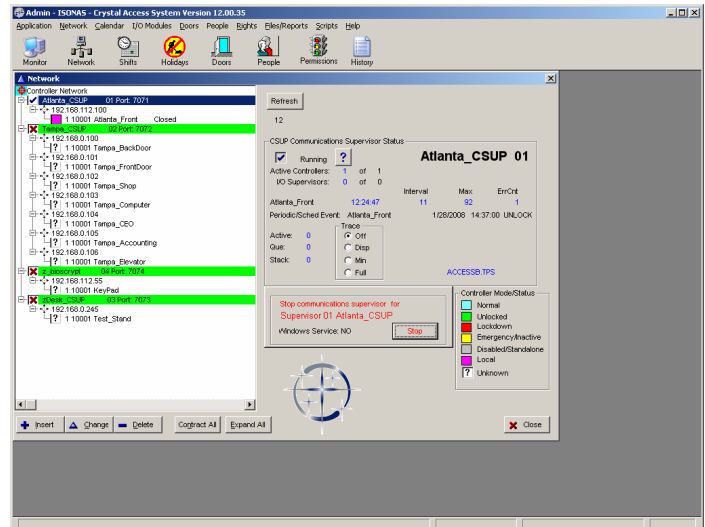 Admin - ISONAS - Crystal Access System Version 12.00.35
Application Network Calendar I/O Modules Doors People Rights Files/Reports Scripts Help
Monitor Network Shifts Holidays Doors People Permissions History
Network
Controller Network
Atlanta_CSUP 01 Port: 7071
192.168.112.100
1 10001 Atlanta_Front Closed
Tampa_CSUP 02 Port: 7072
192.168.0.100
? 1 10001 Tampa_BackDoor
192.168.0.101
? 1 10001 Tampa_FrontDoor
192.168.0.102
? 1 10001 Tampa_Shop
192.168.0.103
? 1 10001 Tampa_Computer
192.168.0.104
? 1 10001 Tampa_CEO
192.168.0.105
? 1 10001 Tampa_Accounting
192.168.0.106
? 1 10001 Tampa_Elevator
z_bioscrypt 04 Port: 7074
192.168.112.55
? 1 10001 KeyPad
zDesk_CSUP 03 Port: 7073
192.168.0.245
? 1 10001 Test_Stand
Insert Change Delete Contract All Expand All
Refresh
12
CSUP Communications Supervisor Status
Running ? Atlanta_CSUP 01
Active Controllers: 1 of 1
I/O Supervisors: 0 of 0
Interval Max ErrCnt
Atlanta_Front 12:24:47 11 92 1
Periodic/Sched Event: Atlanta_Front 1/28/2008 14:37:00 UNLOCK
Trace
Active: 0 Off
Que: 0 Disp
Stack: 0 Min
Full ACCESSB.TPS
Stop communications supervisor for
Supervisor 01 Atlanta_CSUP
Windows Service: NO Stop
Controller Mode/Status
Normal
Unlocked
Lockdown
Emergency/Inactive
Disabled/Standalone
Local
? Unknown
Close